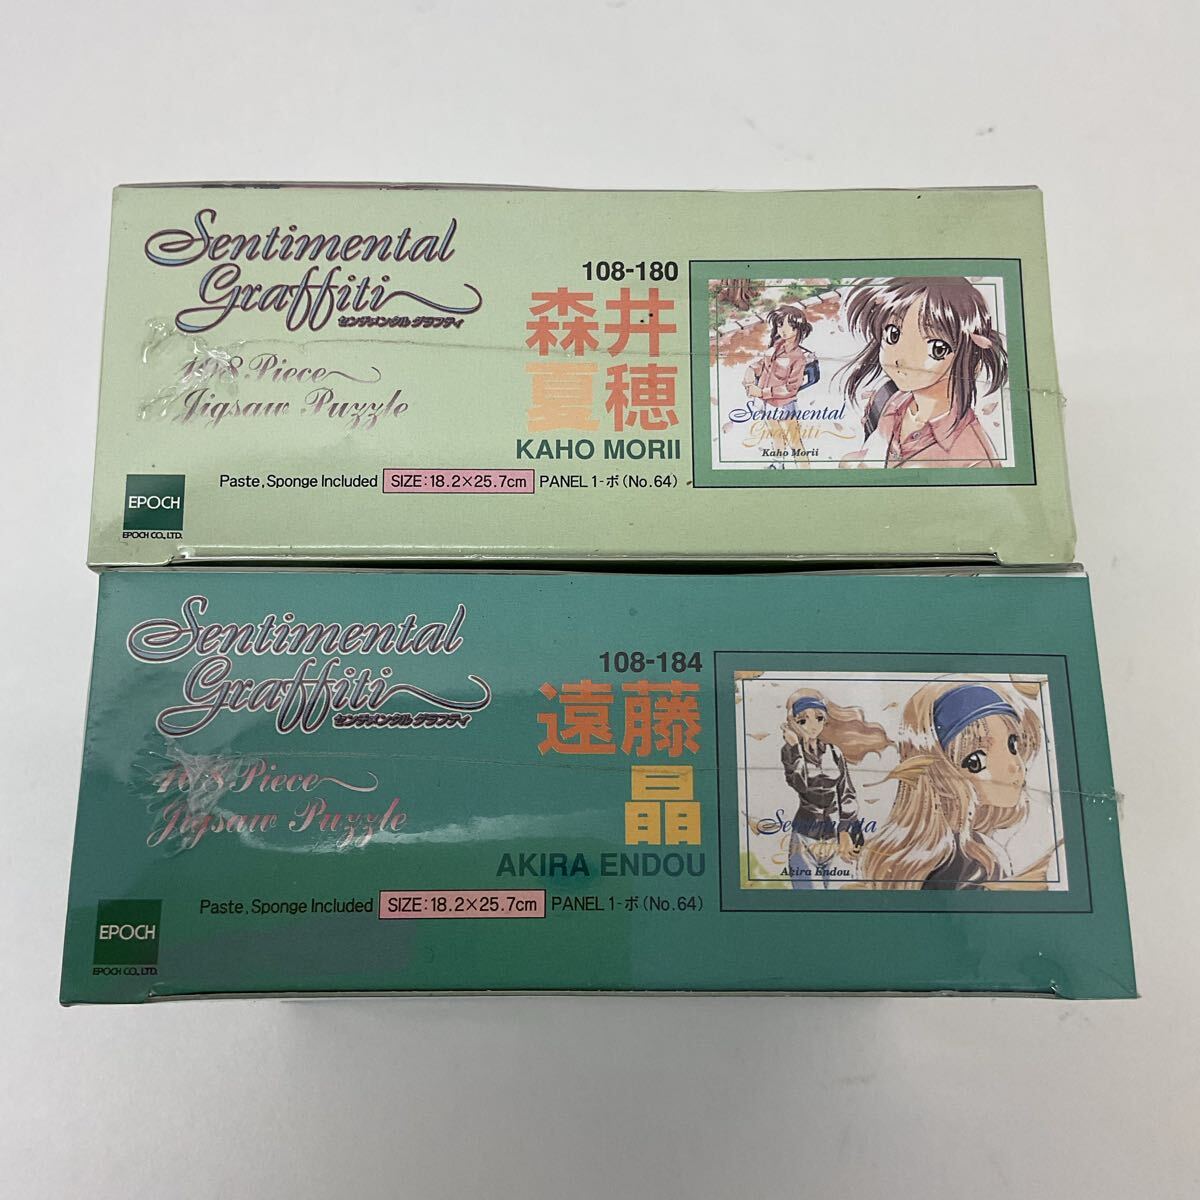 Sentimental
Graffiti
センチメンタル グラフティ
108 Piece
Jigsaw Puzzle
108-180
森井
夏穂
KAHO MORII
Paste, Sponge Included
SIZE:18.2×25.7cm
PANEL 1-ボ (No.64)
EPOCH
EPOCH CO., LTD.
Sentimental
Graffiti
Kaho Morii
Sentimental
Graffiti
センチメンタル グラフティ
108 Piece
Jigsaw Puzzle
108-184
遠藤
晶
AKIRA ENDOU
Paste, Sponge Included
SIZE:18.2×25.7cm
PANEL 1-ボ (No.64)
EPOCH
EPOCH CO., LTD.
Sentimenta
Graffiti
Akira Endou